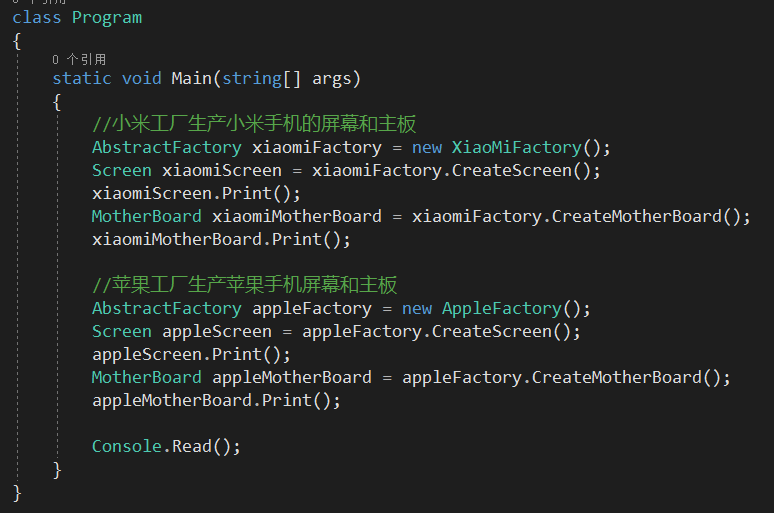 0 个引用
class Program
{
0 个引用
static void Main(string[] args)
{
//小米工厂生产小米手机的屏幕和主板
AbstractFactory xiaomiFactory = new XiaoMiFactory();
Screen xiaomiScreen = xiaomiFactory.CreateScreen();
xiaomiScreen.Print();
MotherBoard xiaomiMotherBoard = xiaomiFactory.CreateMotherBoard();
xiaomiMotherBoard.Print();
//苹果工厂生产苹果手机屏幕和主板
AbstractFactory appleFactory = new AppleFactory();
Screen appleScreen = appleFactory.CreateScreen();
appleScreen.Print();
MotherBoard appleMotherBoard = appleFactory.CreateMotherBoard();
appleMotherBoard.Print();
Console.Read();
}
}